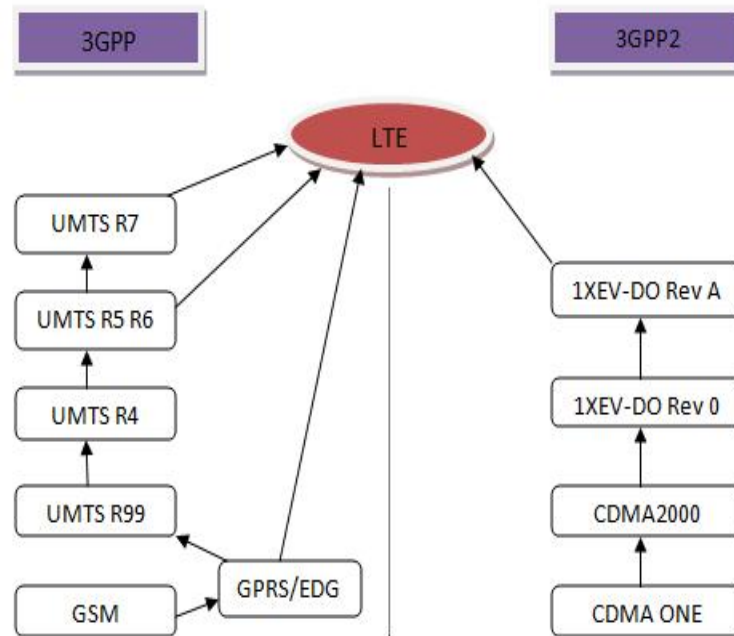 3GPP
3GPP2
LTE
UMTS R7
UMTS R5 R6
UMTS R4
UMTS R99
GPRS/EDG
GSM
1XEV-DO Rev A
1XEV-DO Rev 0
CDMA2000
CDMA ONE